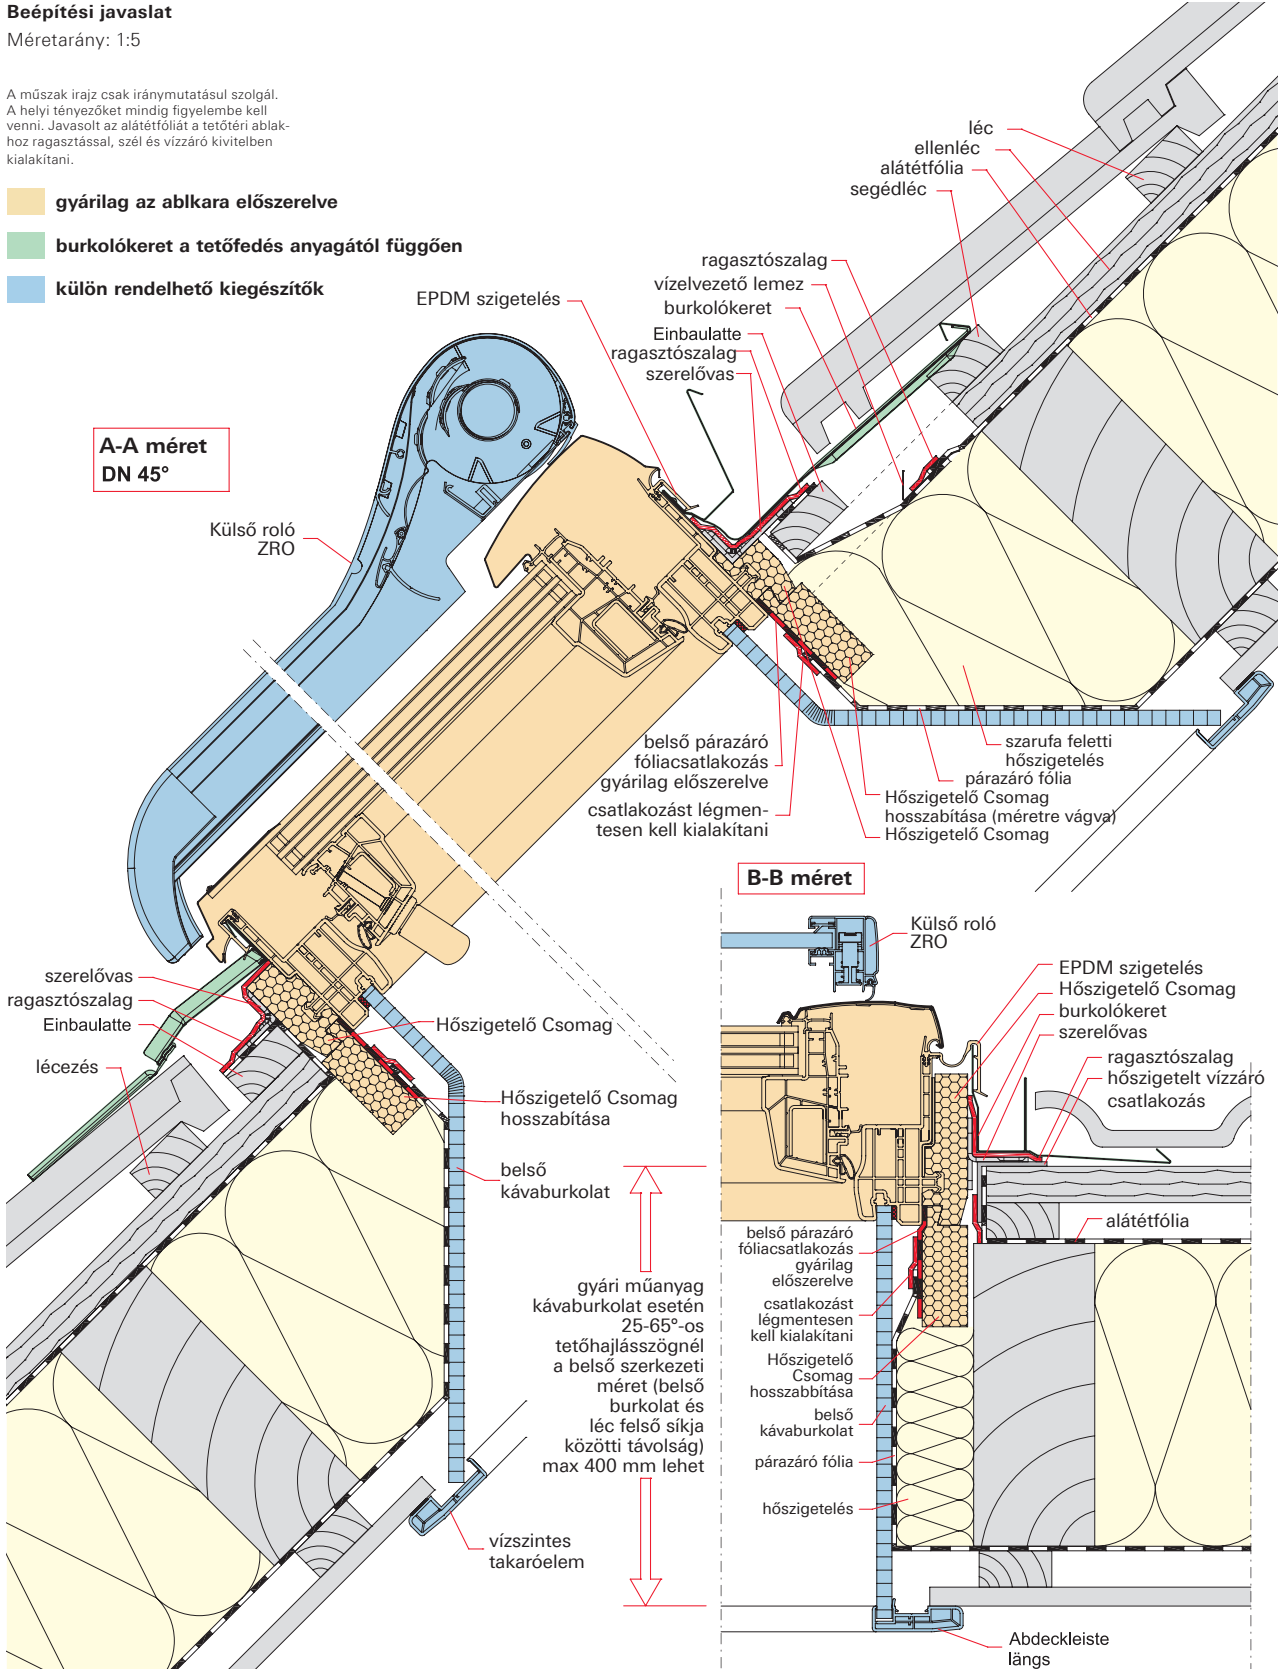 Beépítési javaslat
Méretarány: 1:5
A műszak irajz csak iránymutatásul szolgál.
A helyi tényezőket mindig figyelembe kell
venni. Javasolt az alátétfóliát a tetőtéri ablak-
hoz ragasztással, szél és vízzáró kivitelben
kialakítani.
gyárilag az ablkara előszerelve
burkolókeret a tetőfedés anyagától függően
külön rendelhető kiegészítők
léc
ellenléc
alátétfólia
segédléc
ragasztószalag
vízelvezető lemez
burkolókeret
EPDM szigetelés
Einbaulatte
ragasztószalag
szerelővas
A-A méret
DN 45°
Külső roló
ZRO
belső párazáró
fóliacsatlakozás
gyárilag előszerelve
csatlakozást légmen-
tesen kell kialakítani
szarufa feletti
hőszigetelés
párazáró fólia
Hőszigetelő Csomag
hosszabítása (méretre vágva)
Hőszigetelő Csomag
B-B méret
Külső roló
ZRO
EPDM szigetelés
Hőszigetelő Csomag
burkolókeret
szerelővas
ragasztószalag
hőszigetelt vízzáró
csatlakozás
szerelővas
ragasztószalag
Einbaulatte
lécezés
Hőszigetelő Csomag
Hőszigetelő Csomag
hosszabítása
belső
kávaburkolat
alátétfólia
belső párazáró
fóliacsatlakozás
gyárilag
előszerelve
csatlakozást
légmentesen
kell kialakítani
Hőszigetelő
Csomag
hosszabbítása
belső
kávaburkolat
párazáró fólia
hőszigetelés
gyári műanyag
kávaburkolat esetén
25-65°-os
tetőhajlásszögnél
a belső szerkezeti
méret (belső
burkolat és
léc felső síkja
közötti távolság)
max 400 mm lehet
vízszintes
takaróelem
Abdeckleiste
längs